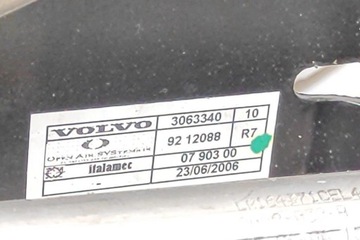 VOLVO 3063340 10
OPEN AIR SYSTEMS 92 12088 R7
italamec 07 903 00
23/06/2006